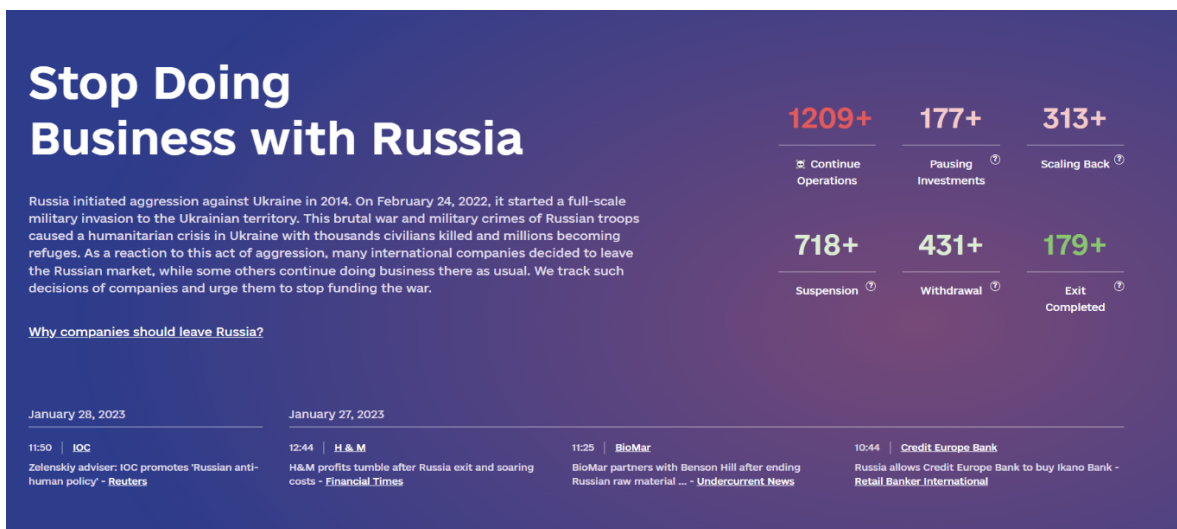 Stop Doing
Business with Russia
Russia initiated aggression against Ukraine in 2014. On February 24, 2022, it started a full-scale
military invasion to the Ukrainian territory. This brutal war and military crimes of Russian troops
caused a humanitarian crisis in Ukraine with thousands civilians killed and millions becoming
refuges. As a reaction to this act of aggression, many international companies decided to leave
the Russian market, while some others continue doing business there as usual. We track such
decisions of companies and urge them to stop funding the war.
Why companies should leave Russia?
1209+
Continue
Operations
177+
Pausing
Investments
?
313+
Scaling Back ?
718+
Suspension ?
431+
Withdrawal ?
179+
Exit
Completed
?
January 28, 2023
11:50 | IOC
Zelenskiy adviser: IOC promotes 'Russian anti-
human policy' - Reuters
January 27, 2023
12:44 | H & M
H&M profits tumble after Russia exit and soaring
costs - Financial Times
11:25 | BioMar
BioMar partners with Benson Hill after ending
Russian raw material ... - Undercurrent News
10:44 | Credit Europe Bank
Russia allows Credit Europe Bank to buy Ikano Bank -
Retail Banker International